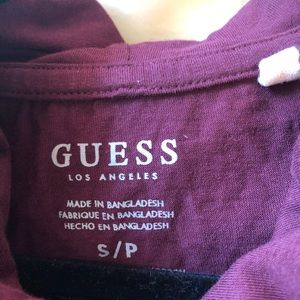 GUESS
LOS ANGELES
MADE IN BANGLADESH
FABRIQUE EN BANGLADESH
HECHO EN BANGLADESH
S/P